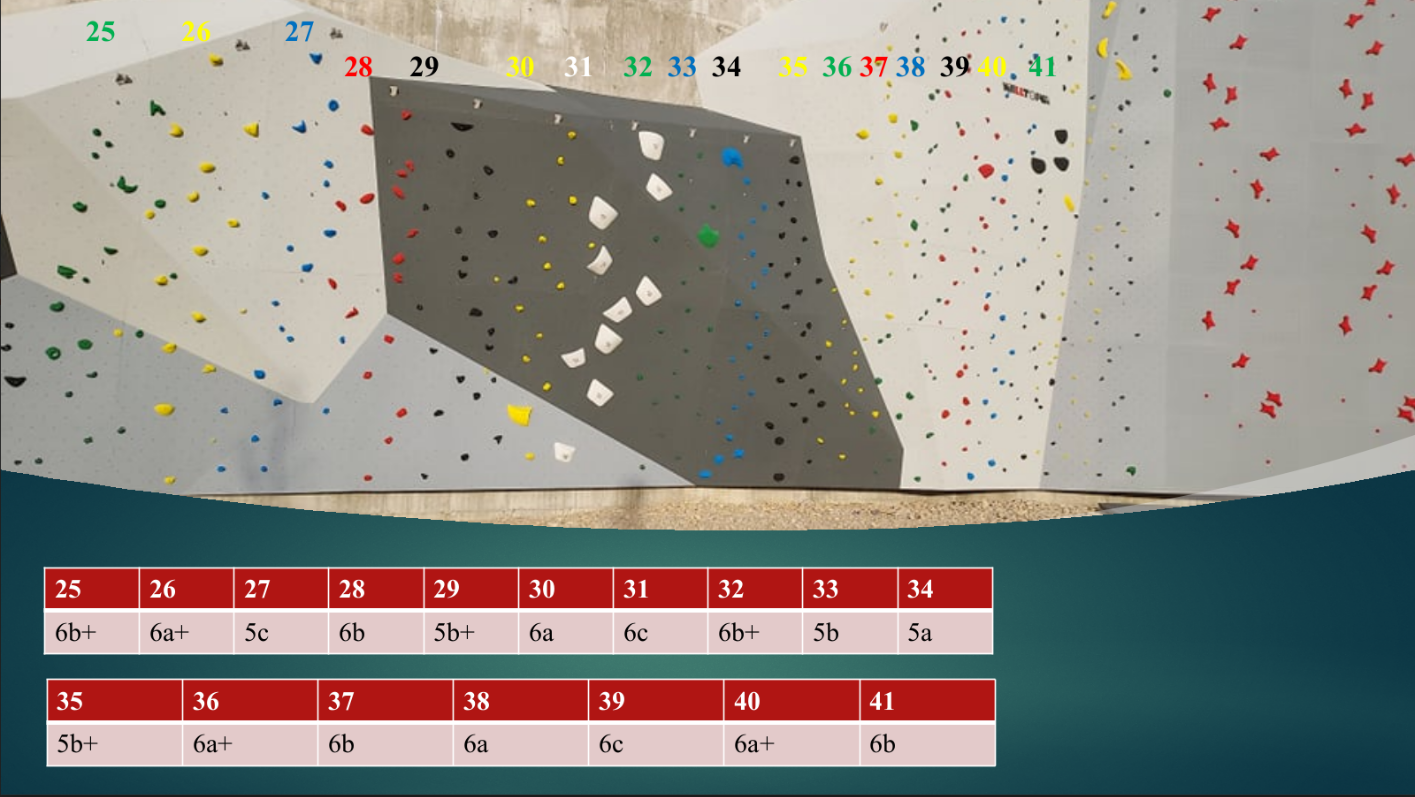 25 26 27
28 29 30 31 32 33 34 35 36 37 38 39 40 41
25 26 27 28 29 30 31 32 33 34
6b+ 6a+ 5c 6b 5b+ 6a 6c 6b+ 5b 5a
35 36 37 38 39 40 41
5b+ 6a+ 6b 6a 6c 6a+ 6b